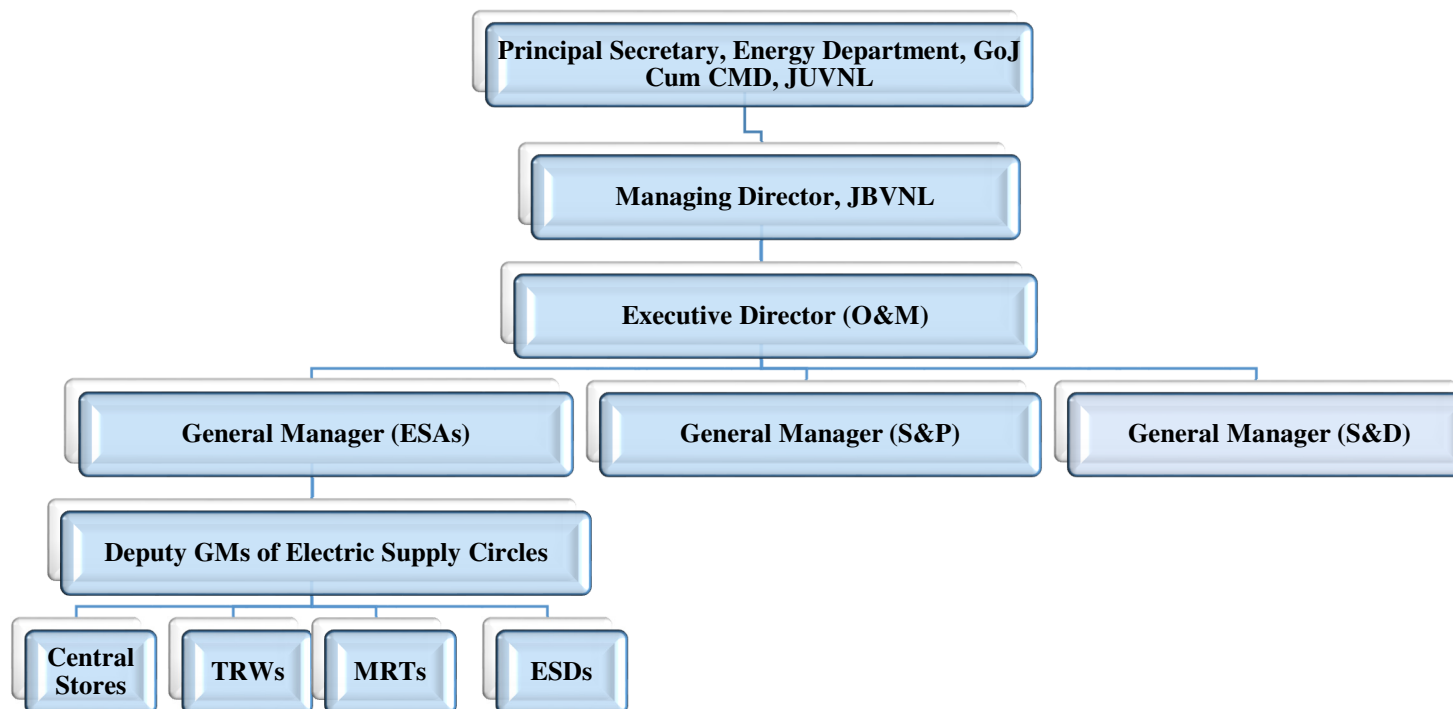 Principal Secretary, Energy Department, GoJ
Cum CMD, JUVNL
Managing Director, JBVNL
Executive Director (O&M)
General Manager (ESAs)
General Manager (S&P)
General Manager (S&D)
Deputy GMs of Electric Supply Circles
Central
Stores
TRWs
MRTs
ESDs